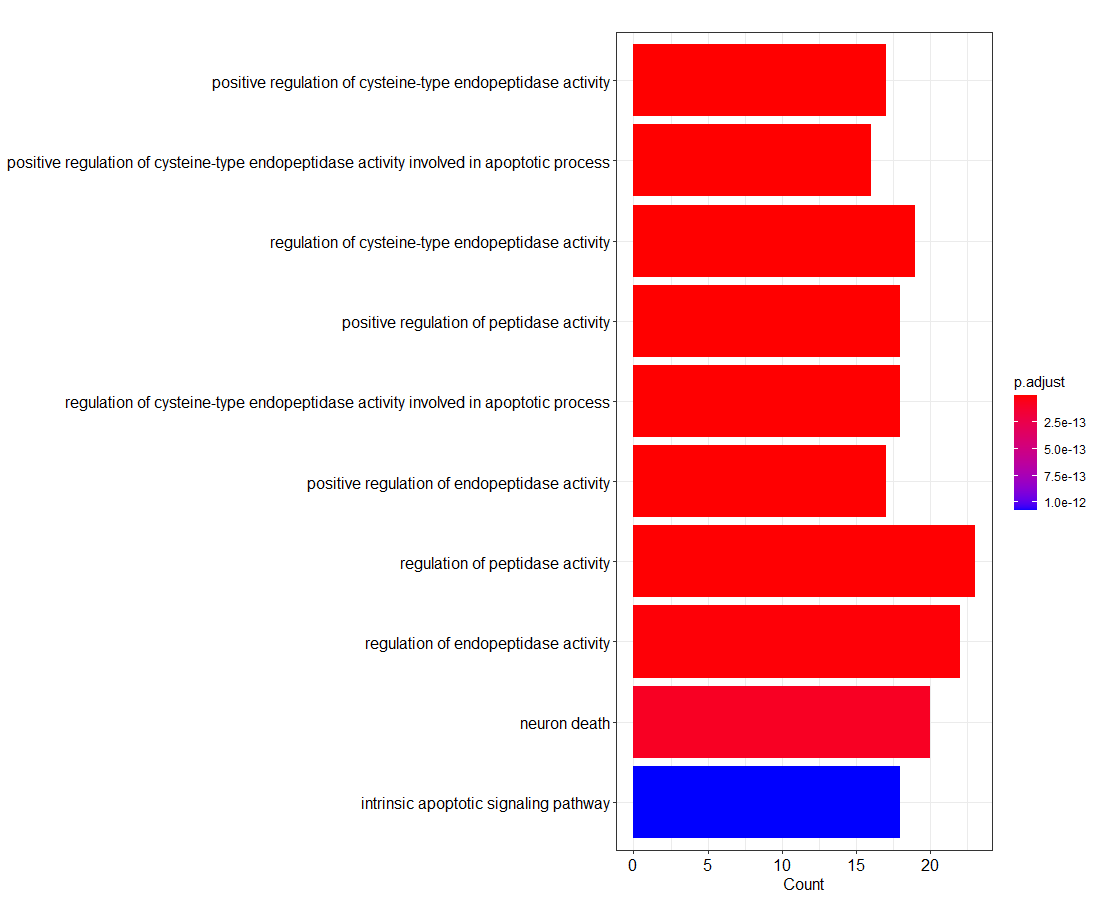 positive regulation of cysteine-type endopeptidase activity
positive regulation of cysteine-type endopeptidase activity involved in apoptotic process
regulation of cysteine-type endopeptidase activity
positive regulation of peptidase activity
regulation of cysteine-type endopeptidase activity involved in apoptotic process
positive regulation of endopeptidase activity
regulation of peptidase activity
regulation of endopeptidase activity
neuron death
intrinsic apoptotic signaling pathway
0 5 10 15 20
Count
p.adjust
2.5e-13
5.0e-13
7.5e-13
1.0e-12